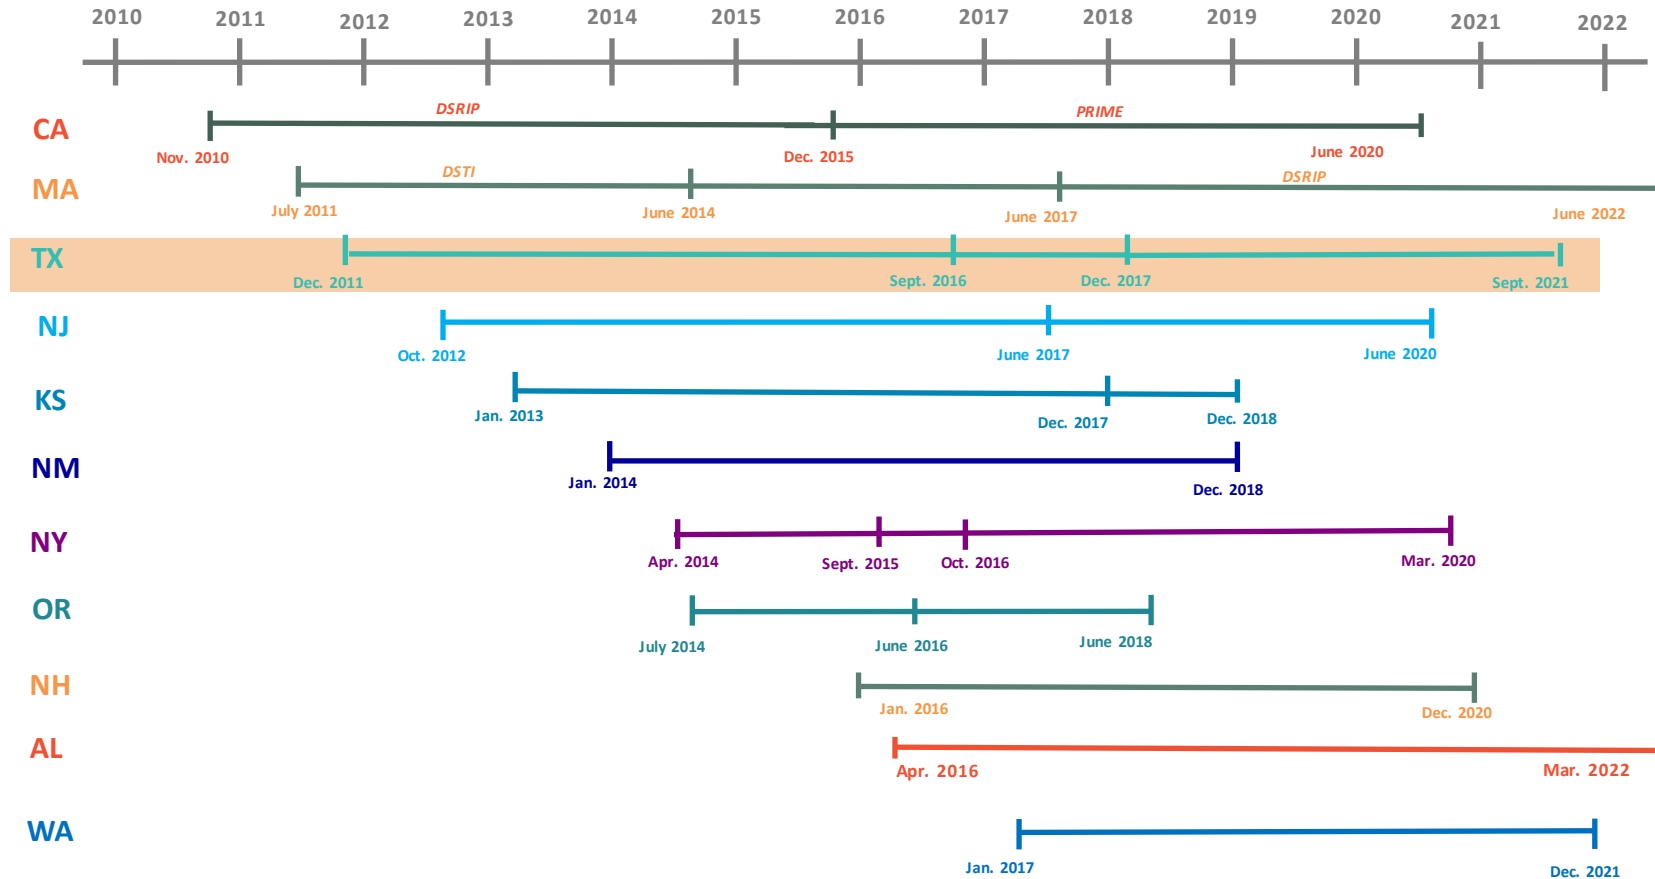 2010 2011 2012 2013 2014 2015 2016 2017 2018 2019 2020 2021 2022
CA
DSRIP PRIME
Nov. 2010 Dec. 2015 June 2020
MA
DSTI DSRIP
July 2011 June 2014 June 2017 June 2022
TX
Dec. 2011 Sept. 2016 Dec. 2017 Sept. 2021
NJ
Oct. 2012 June 2017 June 2020
KS
Jan. 2013 Dec. 2017 Dec. 2018
NM
Jan. 2014 Dec. 2018
NY
Apr. 2014 Sept. 2015 Oct. 2016 Mar. 2020
OR
July 2014 June 2016 June 2018
NH
Jan. 2016 Dec. 2020
AL
Apr. 2016 Mar. 2022
WA
Jan. 2017 Dec. 2021